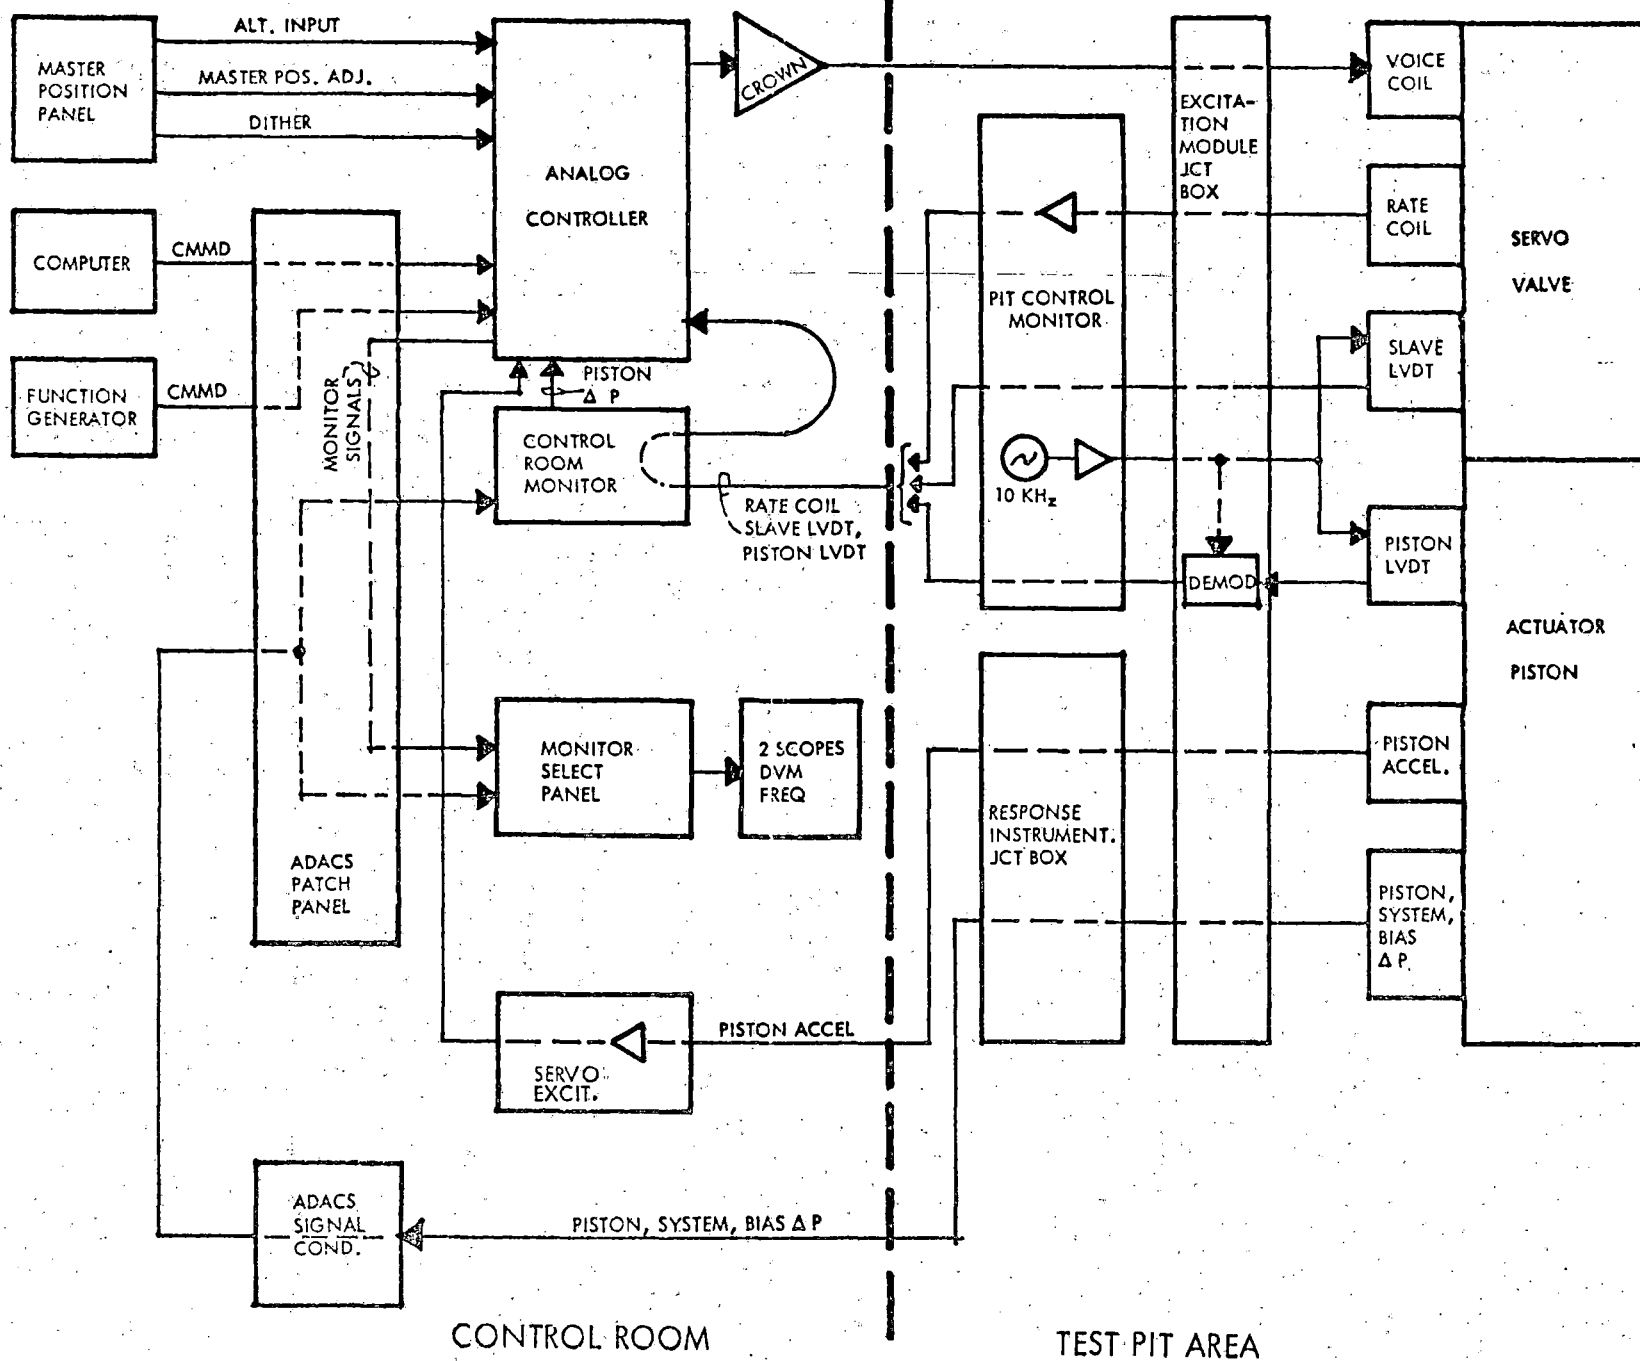 MASTER
POSITION
PANEL
ALT. INPUT
MASTER POS. ADJ.
DITHER
ANALOG
CONTROLLER
CROWN
COMPUTER
CMMD
FUNCTION
GENERATOR
CMMD
MONITOR
SIGNALS
PISTON
Δ P
CONTROL
ROOM
MONITOR
RATE COIL
SLAVE LVDT,
PISTON LVDT
MONITOR
SELECT
PANEL
2 SCOPES
DVM
FREQ
ADACS
PATCH
PANEL
SERVO
EXCIT.
PISTON ACCEL
ADACS
SIGNAL
COND.
PISTON, SYSTEM, BIAS Δ P
CONTROL ROOM
EXCITA-
TION
MODULE
JCT
BOX
PIT CONTROL
MONITOR
10 KHz
DEMOD
RESPONSE
INSTRUMENT.
JCT BOX
VOICE
COIL
RATE
COIL
SLAVE
LVDT
PISTON
LVDT
PISTON
ACCEL.
PISTON,
SYSTEM,
BIAS
Δ P.
SERVO
VALVE
ACTUATOR
PISTON
TEST PIT AREA